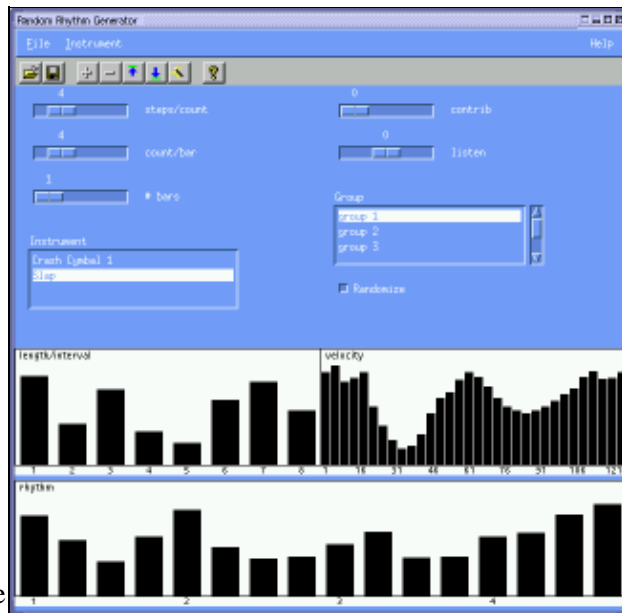 Random Rhythm Generator
File Instrument Help
4 0
steps/count contrib
4 0
count/bar listen
1
# bars Group
group 1
group 2
group 3
Instrument
Crash Cymbal 1
Slap
Randomize
length/interval velocity
1 2 3 4 5 6 7 8 1 16 31 46 61 76 91 106 121
rhythm
e 1 2 3 4